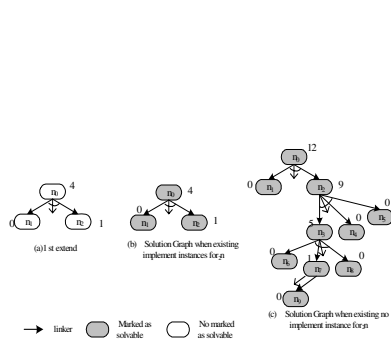 12
n₀
0
n₁
n₂
9
4
n₀
0
n₁
n₂
1
4
n₀
0
n₁
n₂
1
0
n₅
5
n₃
0
n₄
0
n₆
1
n₇
0
n₈
0
n₉
(a)1 st extend
(b) Solution Graph when existing
implement instances for n
(c) Solution Graph when existing no
implement instance for n
linker
Marked as
solvable
No marked
as solvable